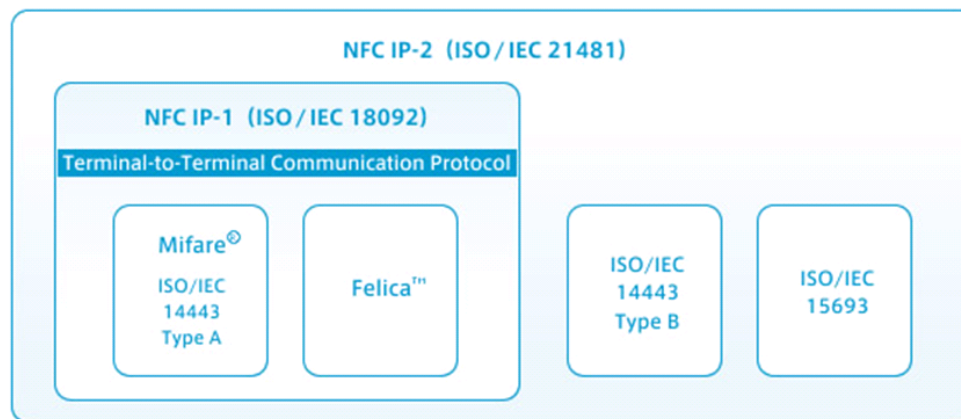 NFC IP-2 (ISO/IEC 21481)
NFC IP-1 (ISO/IEC 18092)
Terminal-to-Terminal Communication Protocol
Mifare®
ISO/IEC
14443
Type A
Felica™
ISO/IEC
14443
Type B
ISO/IEC
15693